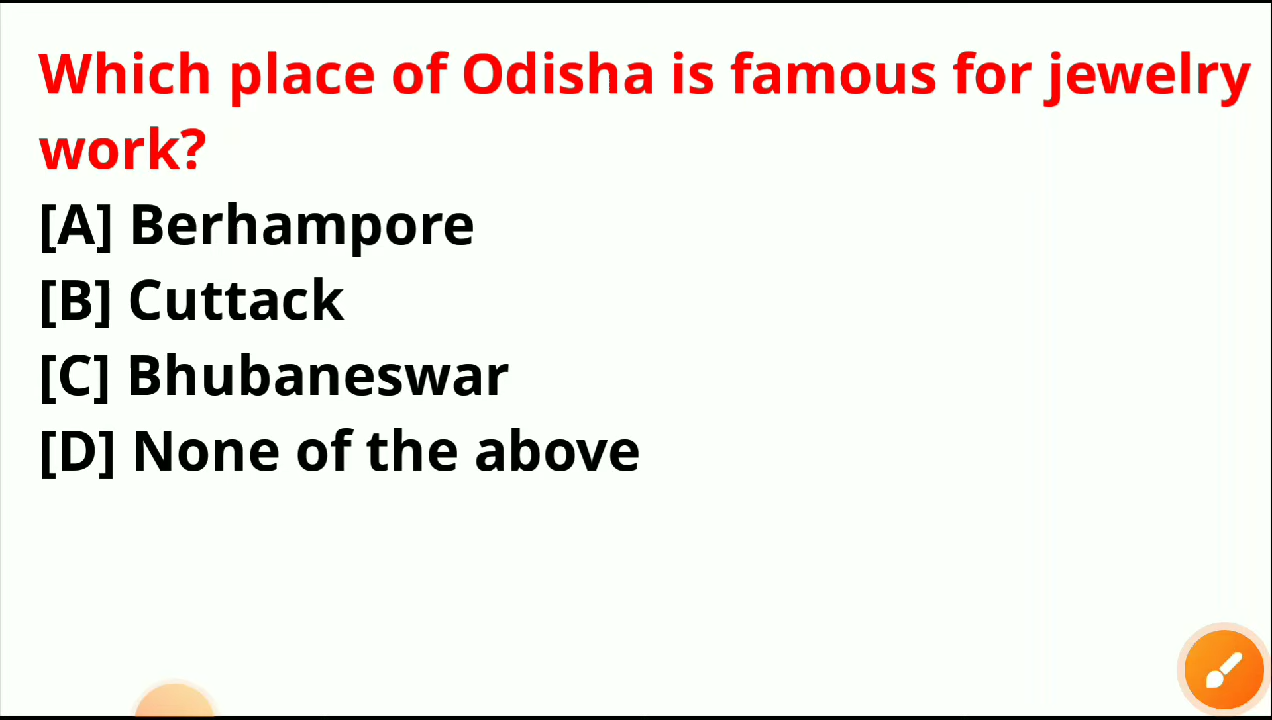 Which place of Odisha is famous for jewelry
work?
[A] Berhampore
[B] Cuttack
[C] Bhubaneswar
[D] None of the above